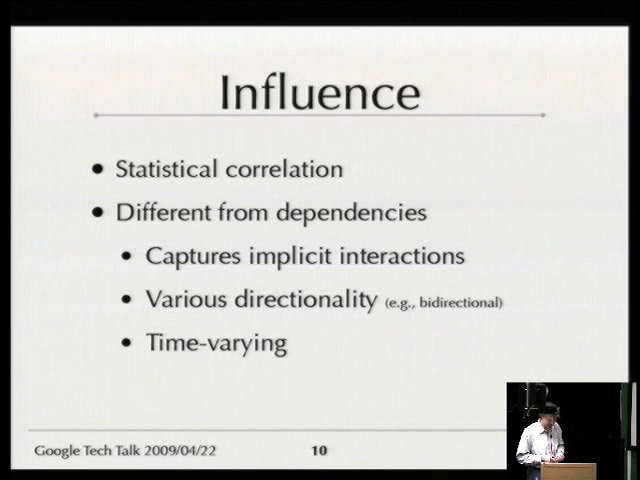 Influence
• Statistical correlation
• Different from dependencies
• Captures implicit interactions
• Various directionality (e.g., bidirectional)
• Time-varying
Google Tech Talk 2009/04/22 10